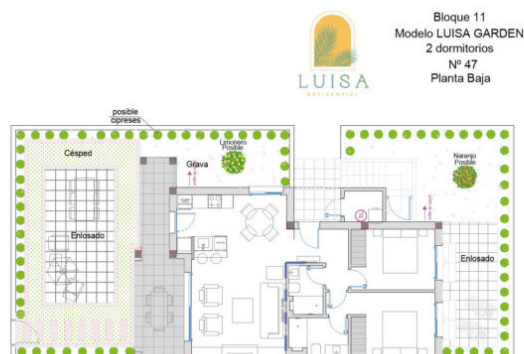 Bloque 11
Modelo LUISA GARDEN
2 dormitorios
Nº 47
Planta Baja
LUISA
RESIDENTIAL
posible
cipreses
Césped
Grava
Limonero
Posible
Naranjo
Posible
Enlosado
Enlosado